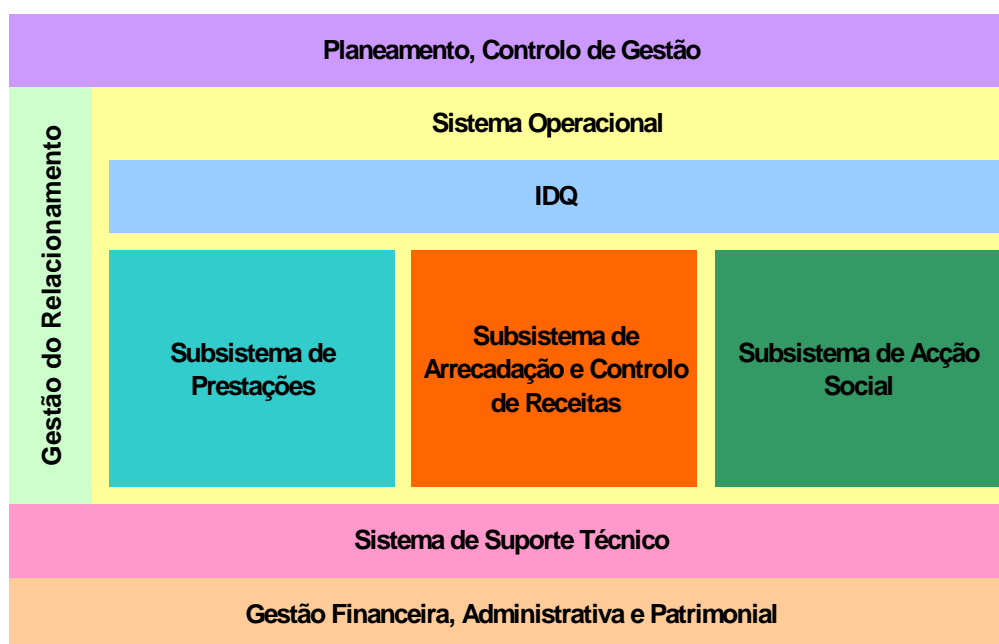 Planeamento, Controlo de Gestão
Gestão do Relacionamento
Sistema Operacional
IDQ
Subsistema de
Prestações
Subsistema de
Arrecadação e Controlo
de Receitas
Subsistema de Acção
Social
Sistema de Suporte Técnico
Gestão Financeira, Administrativa e Patrimonial